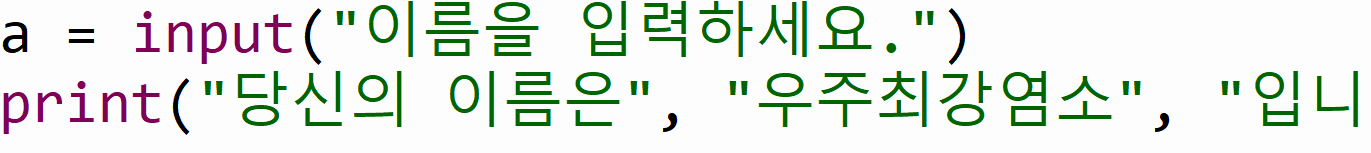 a = input("이름을 입력하세요.")
print("당신의 이름은", "우주최강염소", "입니